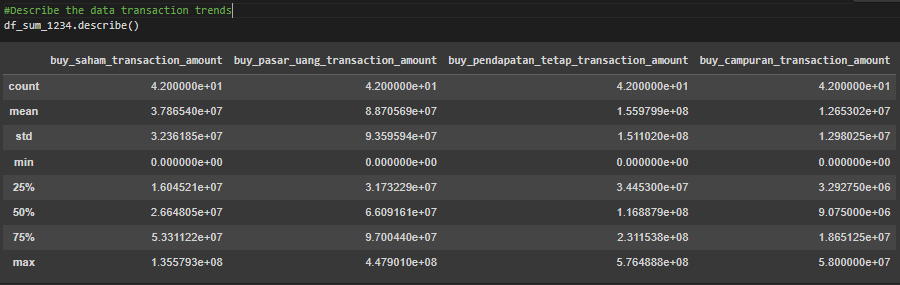 #Describe the data transaction trends
df_sum_1234.describe()
buy_saham_transaction_amount buy_pasar_uang_transaction_amount buy_pendapatan_tetap_transaction_amount buy_campuran_transaction_amount
count 4.200000e+01 4.200000e+01 4.200000e+01 4.200000e+01
mean 3.786540e+07 8.870569e+07 1.559799e+08 1.265302e+07
std 3.236185e+07 9.359594e+07 1.511020e+08 1.298025e+07
min 0.000000e+00 0.000000e+00 0.000000e+00 0.000000e+00
25% 1.604521e+07 3.173229e+07 3.445300e+07 3.292750e+06
50% 2.664805e+07 6.609161e+07 1.168879e+08 9.075000e+06
75% 5.331122e+07 9.700440e+07 2.311538e+08 1.865125e+07
max 1.355793e+08 4.479010e+08 5.764888e+08 5.800000e+07